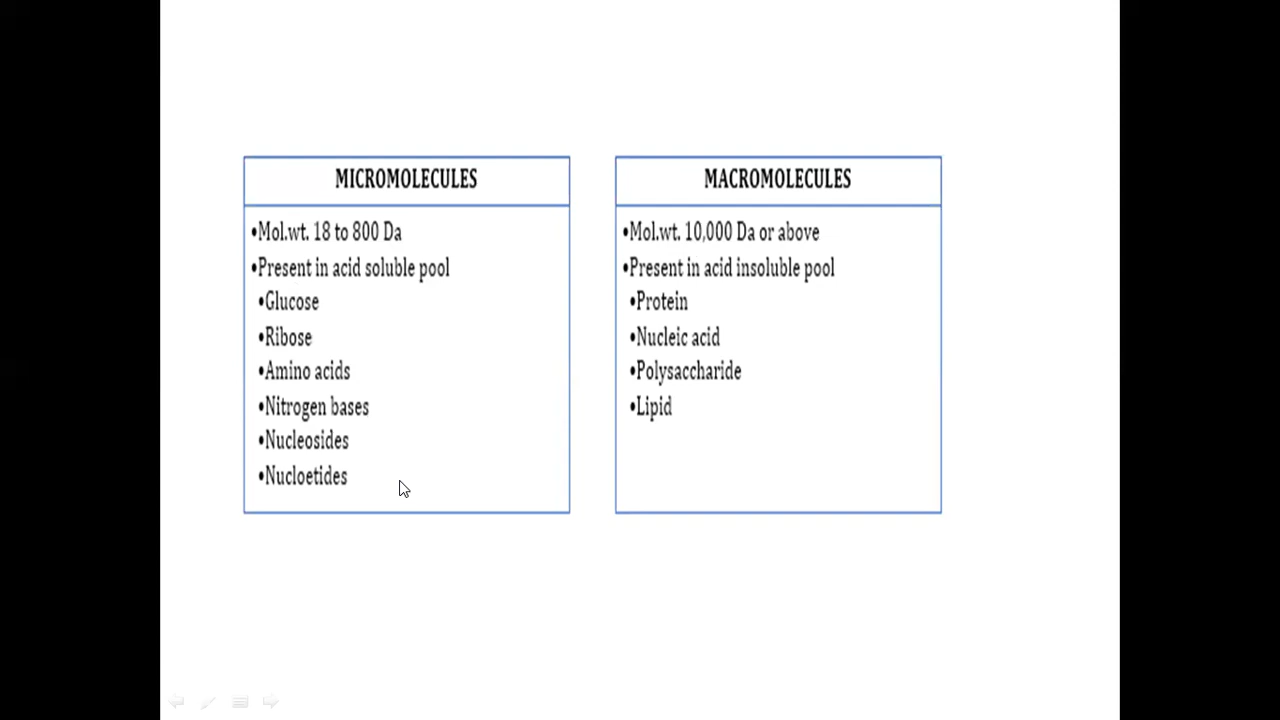 MICROMOLECULES
•Mol.wt. 18 to 800 Da
•Present in acid soluble pool
•Glucose
•Ribose
•Amino acids
•Nitrogen bases
•Nucleosides
•Nucloetides
MACROMOLECULES
•Mol.wt. 10,000 Da or above
•Present in acid insoluble pool
•Protein
•Nucleic acid
•Polysaccharide
•Lipid